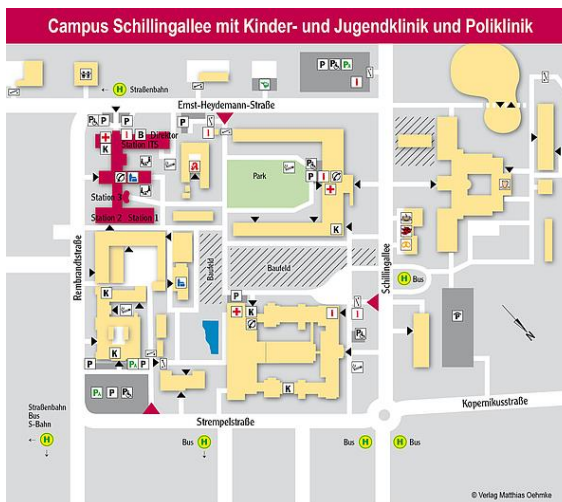 Campus Schillingallee mit Kinder- und Jugendklinik und Poliklinik
P P P
I
H Straßenbahn
Ernst-Heydemann-Straße
P P P
P I
I B Direktor
Station ITS
K
Park
P I
Station 3
Station 2 Station 1
K
Rembrandtstraße
Baufeld
Baufeld
Schillingallee
H Bus
K
P
K
I I
P
K
P P P
K
P P P
Strempelstraße
Kopernikusstraße
Straßenbahn
Bus
S-Bahn
H
Bus H
Bus H
H Bus
© Verlag Matthias Oehmke